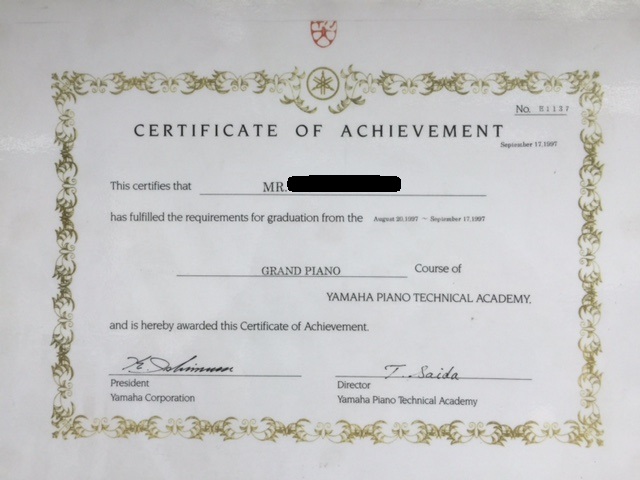 No. E1137
CERTIFICATE OF ACHIEVEMENT
September 17,1997
This certifies that MR.
has fulfilled the requirements for graduation from the August 20,1997 ~ September 17,1997
GRAND PIANO Course of
YAMAHA PIANO TECHNICAL ACADEMY.
and is hereby awarded this Certificate of Achievement.
T. Saida
President Director
Yamaha Corporation Yamaha Piano Technical Academy